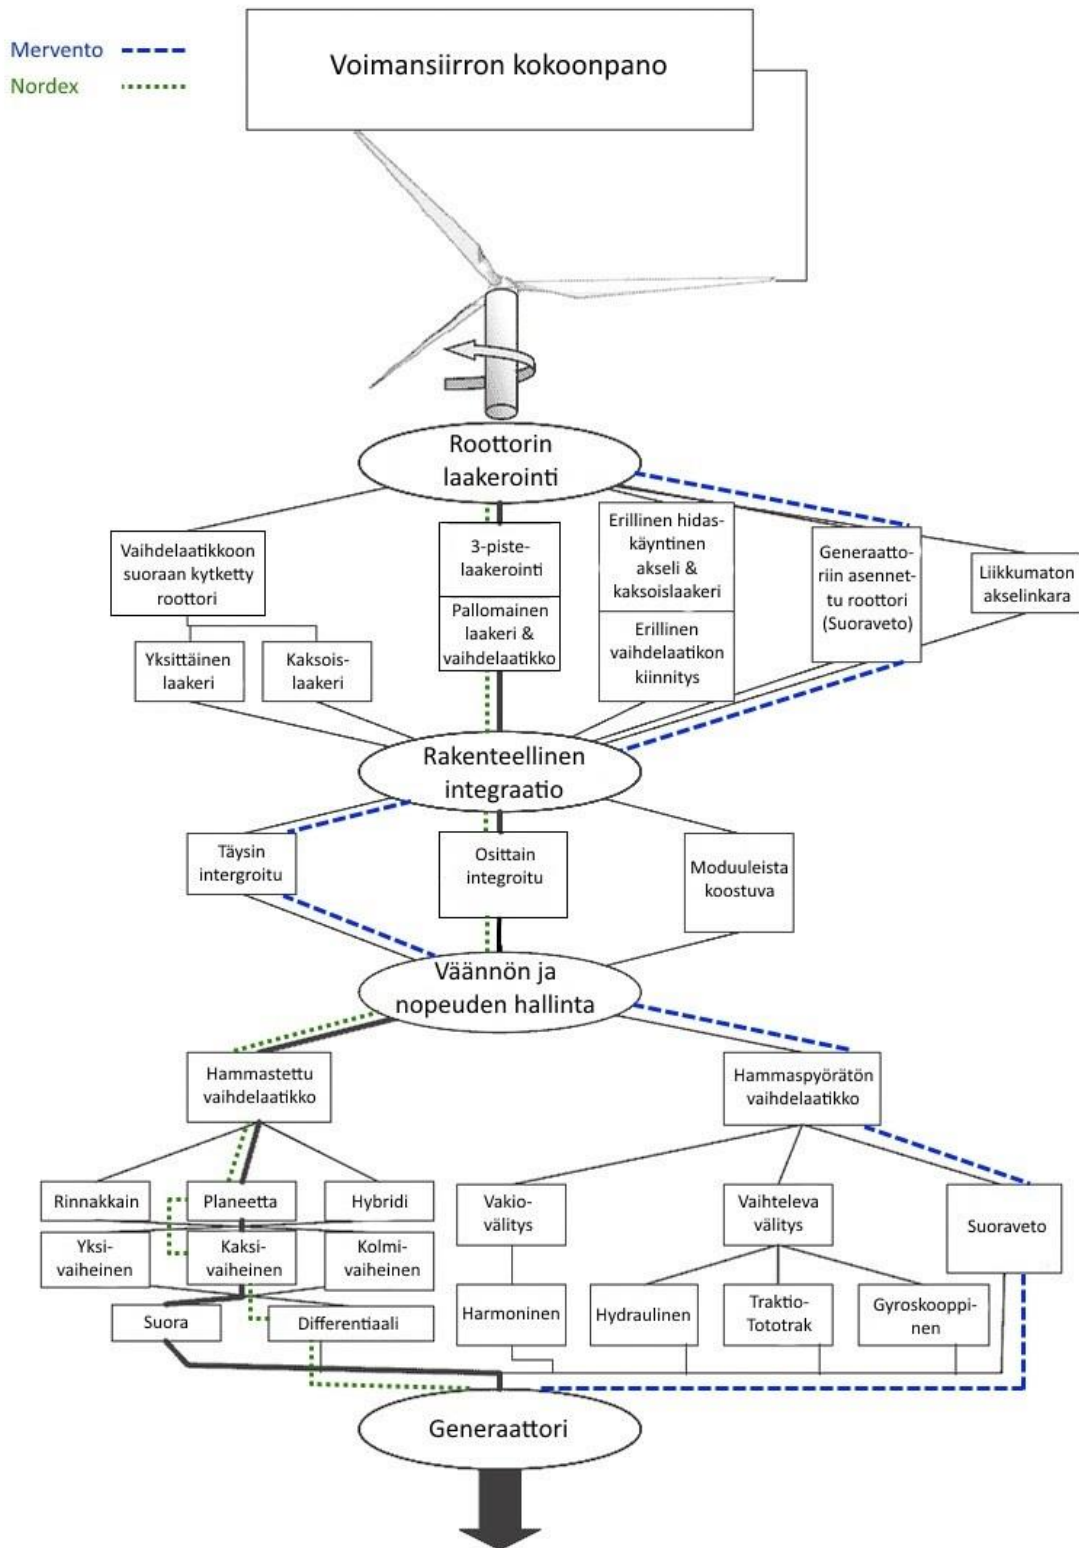 Mervento
Nordex
Voimansiirron kokoonpano
Roottorin
laakerointi
Vaihdelaatikkoon
suoraan kytketty
roottori
Yksittäinen
laakeri
Kaksois-
laakeri
3-piste-
laakerointi
Pallomainen
laakeri &
vaihdelaatikko
Erillinen hidas-
käyntinen
akseli &
kaksoislaakeri
Erillinen
vaihdelaatikon
kiinnitys
Generaatto-
riin asennet-
tu roottori
(Suoraveto)
Liikkumaton
akselinkara
Rakenteellinen
integraatio
Täysin
intergroitu
Osittain
integroitu
Moduuleista
koostuva
Väännön ja
nopeuden hallinta
Hammastettu
vaihdelaatikko
Hammaspyörätön
vaihdelaatikko
Rinnakkain
Planeetta
Hybridi
Yksi-
vaiheinen
Kaksi-
vaiheinen
Kolmi-
vaiheinen
Suora
Differentiaali
Vakio-
välitys
Vaihteleva
välitys
Suoraveto
Harmoninen
Hydraulinen
Traktio-
Tototrak
Gyroskooppi-
nen
Generaattori